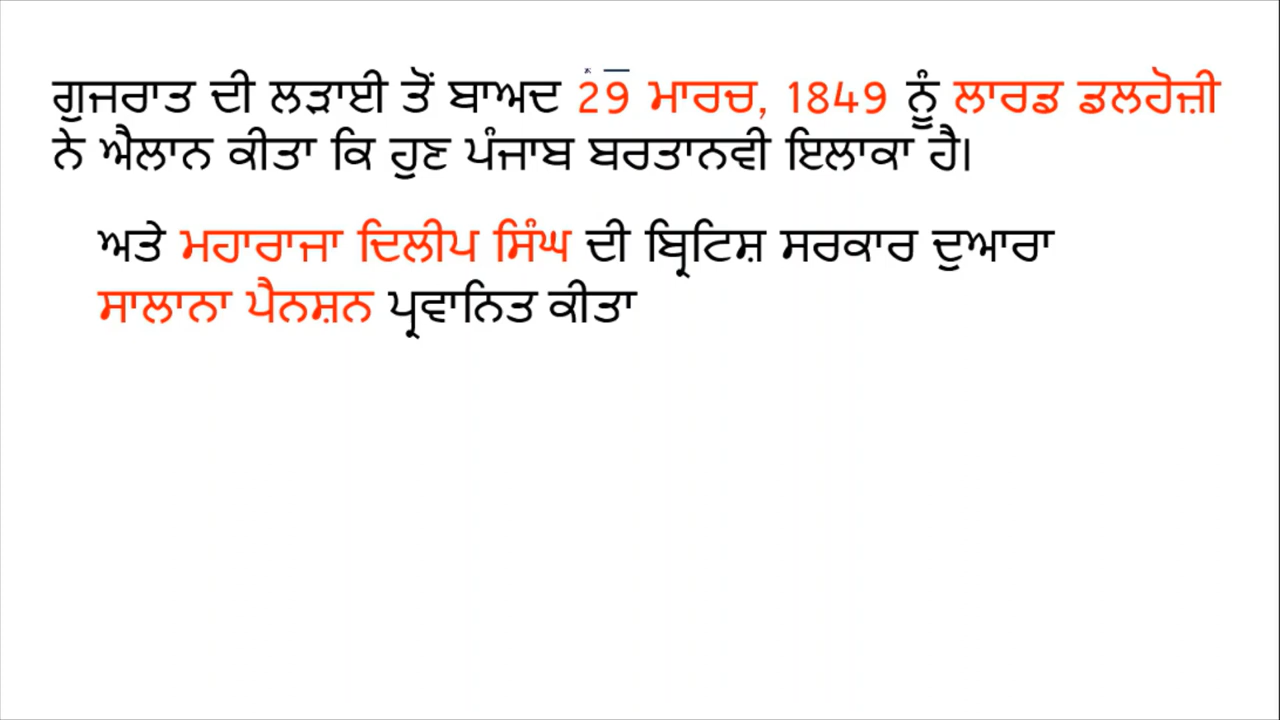 ਗੁਜਰਾਤ ਦੀ ਲੜਾਈ ਤੋਂ ਬਾਅਦ 29 ਮਾਰਚ, 1849 ਨੂੰ ਲਾਰਡ ਡਲਹੋਜ਼ੀ
ਨੇ ਐਲਾਨ ਕੀਤਾ ਕਿ ਹੁਣ ਪੰਜਾਬ ਬਰਤਾਨਵੀ ਇਲਾਕਾ ਹੈ।
ਅਤੇ ਮਹਾਰਾਜਾ ਦਿਲੀਪ ਸਿੰਘ ਦੀ ਬ੍ਰਿਟਿਸ਼ ਸਰਕਾਰ ਦੁਆਰਾ
ਸਾਲਾਨਾ ਪੈਨਸ਼ਨ ਪ੍ਰਵਾਨਿਤ ਕੀਤਾ